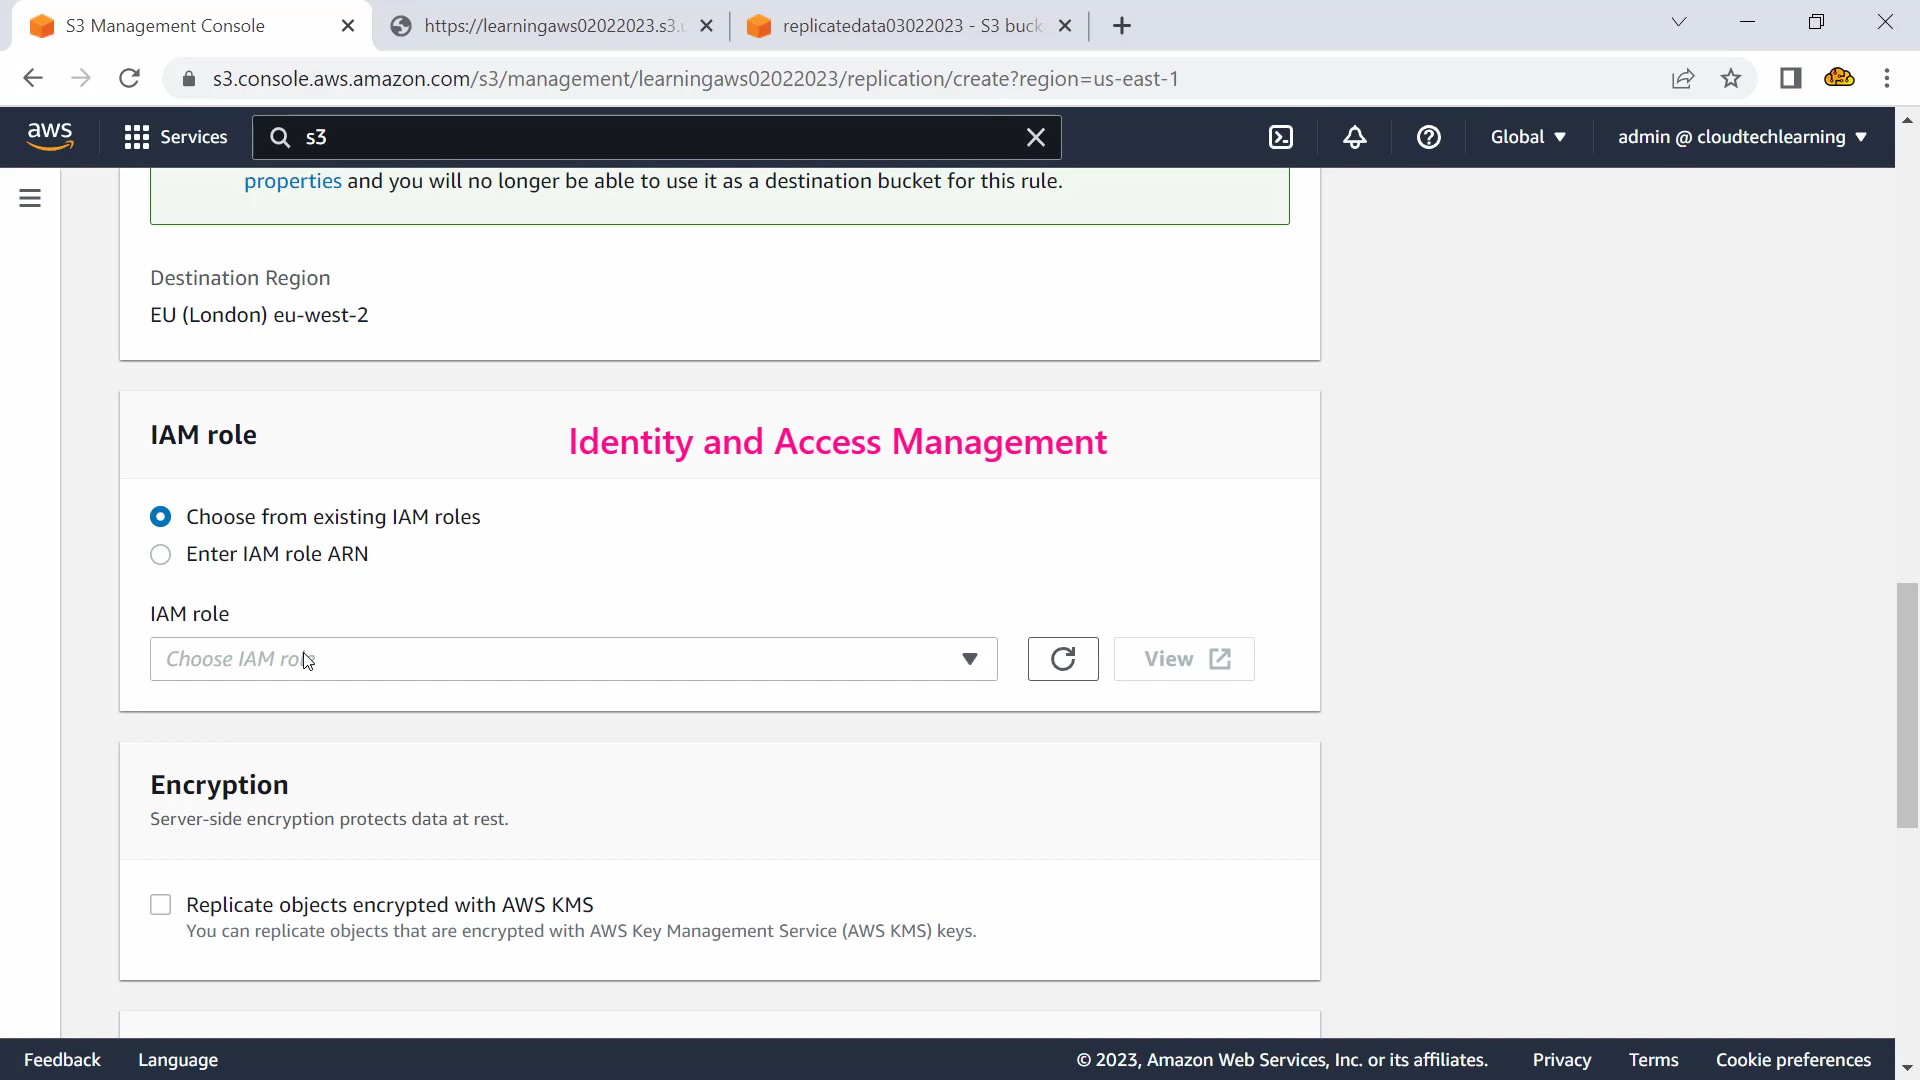 S3 Management Console
https://learningaws02022023.s3.
replicatedata03022023 - S3 buck
s3.console.aws.amazon.com/s3/management/learningaws02022023/replication/create?region=us-east-1
aws
Services
s3
Global
admin @ cloudtechlearning
properties and you will no longer be able to use it as a destination bucket for this rule.
Destination Region
EU (London) eu-west-2
IAM role
Identity and Access Management
Choose from existing IAM roles
Enter IAM role ARN
IAM role
Choose IAM role
View
Encryption
Server-side encryption protects data at rest.
Replicate objects encrypted with AWS KMS
You can replicate objects that are encrypted with AWS Key Management Service (AWS KMS) keys.
Feedback
Language
© 2023, Amazon Web Services, Inc. or its affiliates.
Privacy
Terms
Cookie preferences